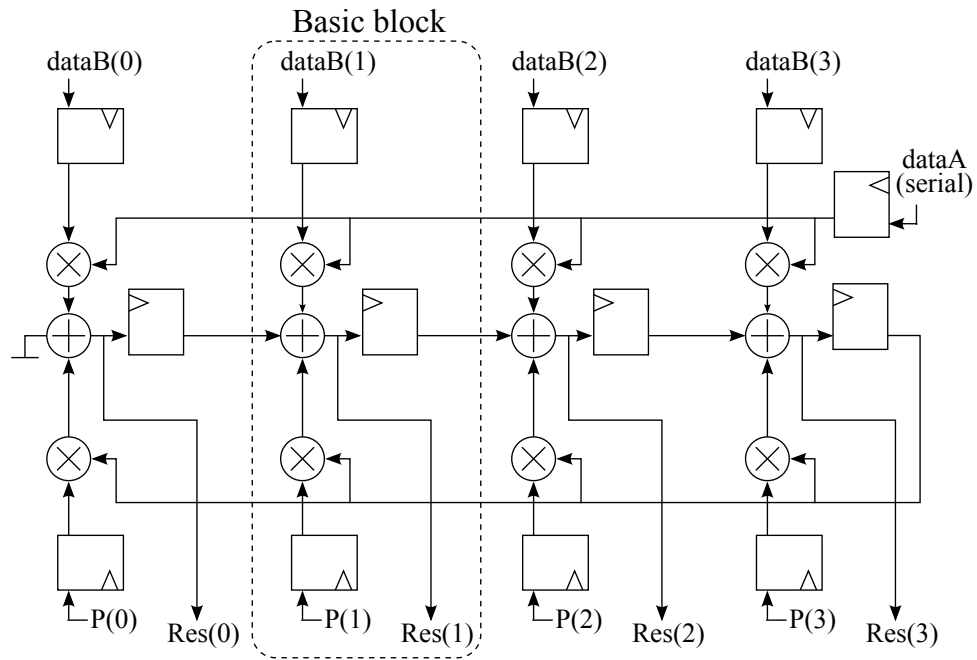 Basic block
dataB(0)
dataB(1)
dataB(2)
dataB(3)
dataA
(serial)
P(0)
Res(0)
P(1)
Res(1)
P(2)
Res(2)
P(3)
Res(3)